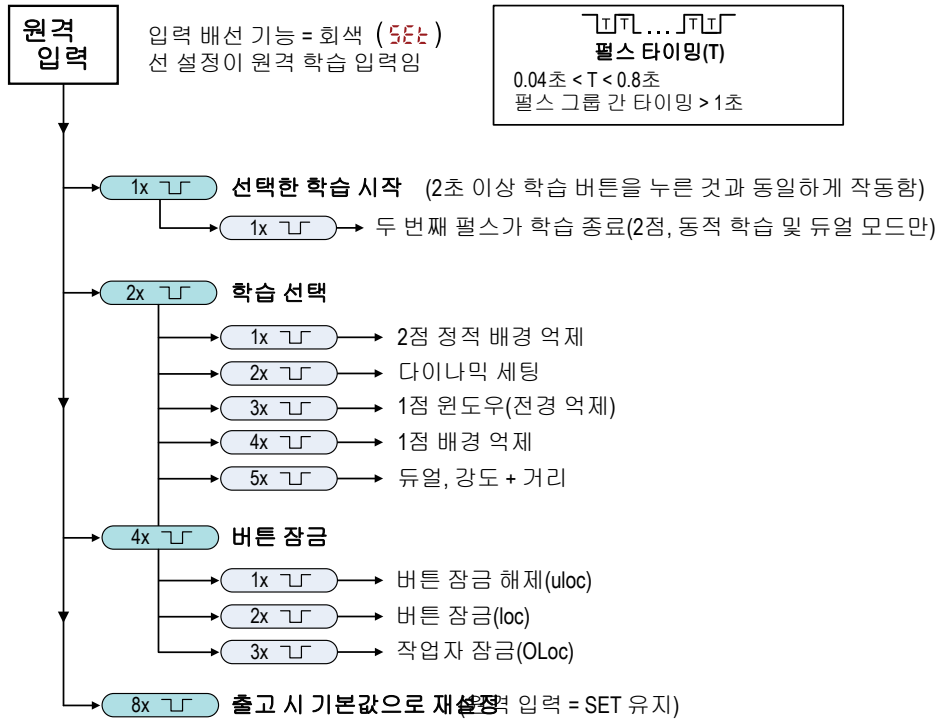 원격
입력
입력 배선 기능 = 회색 (SEt)
선 설정이 원격 학습 입력임
T T .... T T
펄스 타이밍(T)
0.04초 < T < 0.8초
펄스 그룹 간 타이밍 > 1초
1x 선택한 학습 시작 (2초 이상 학습 버튼을 누른 것과 동일하게 작동함)
1x 두 번째 펄스가 학습 종료(2점, 동적 학습 및 듀얼 모드만)
2x 학습 선택
1x 2점 정적 배경 억제
2x 다이나믹 세팅
3x 1점 윈도우(전경 억제)
4x 1점 배경 억제
5x 듀얼, 강도 + 거리
4x 버튼 잠금
1x 버튼 잠금 해제(uloc)
2x 버튼 잠금(loc)
3x 작업자 잠금(OLoc)
8x 출고 시 기본값으로 재설정 (원격 입력 = SET 유지)